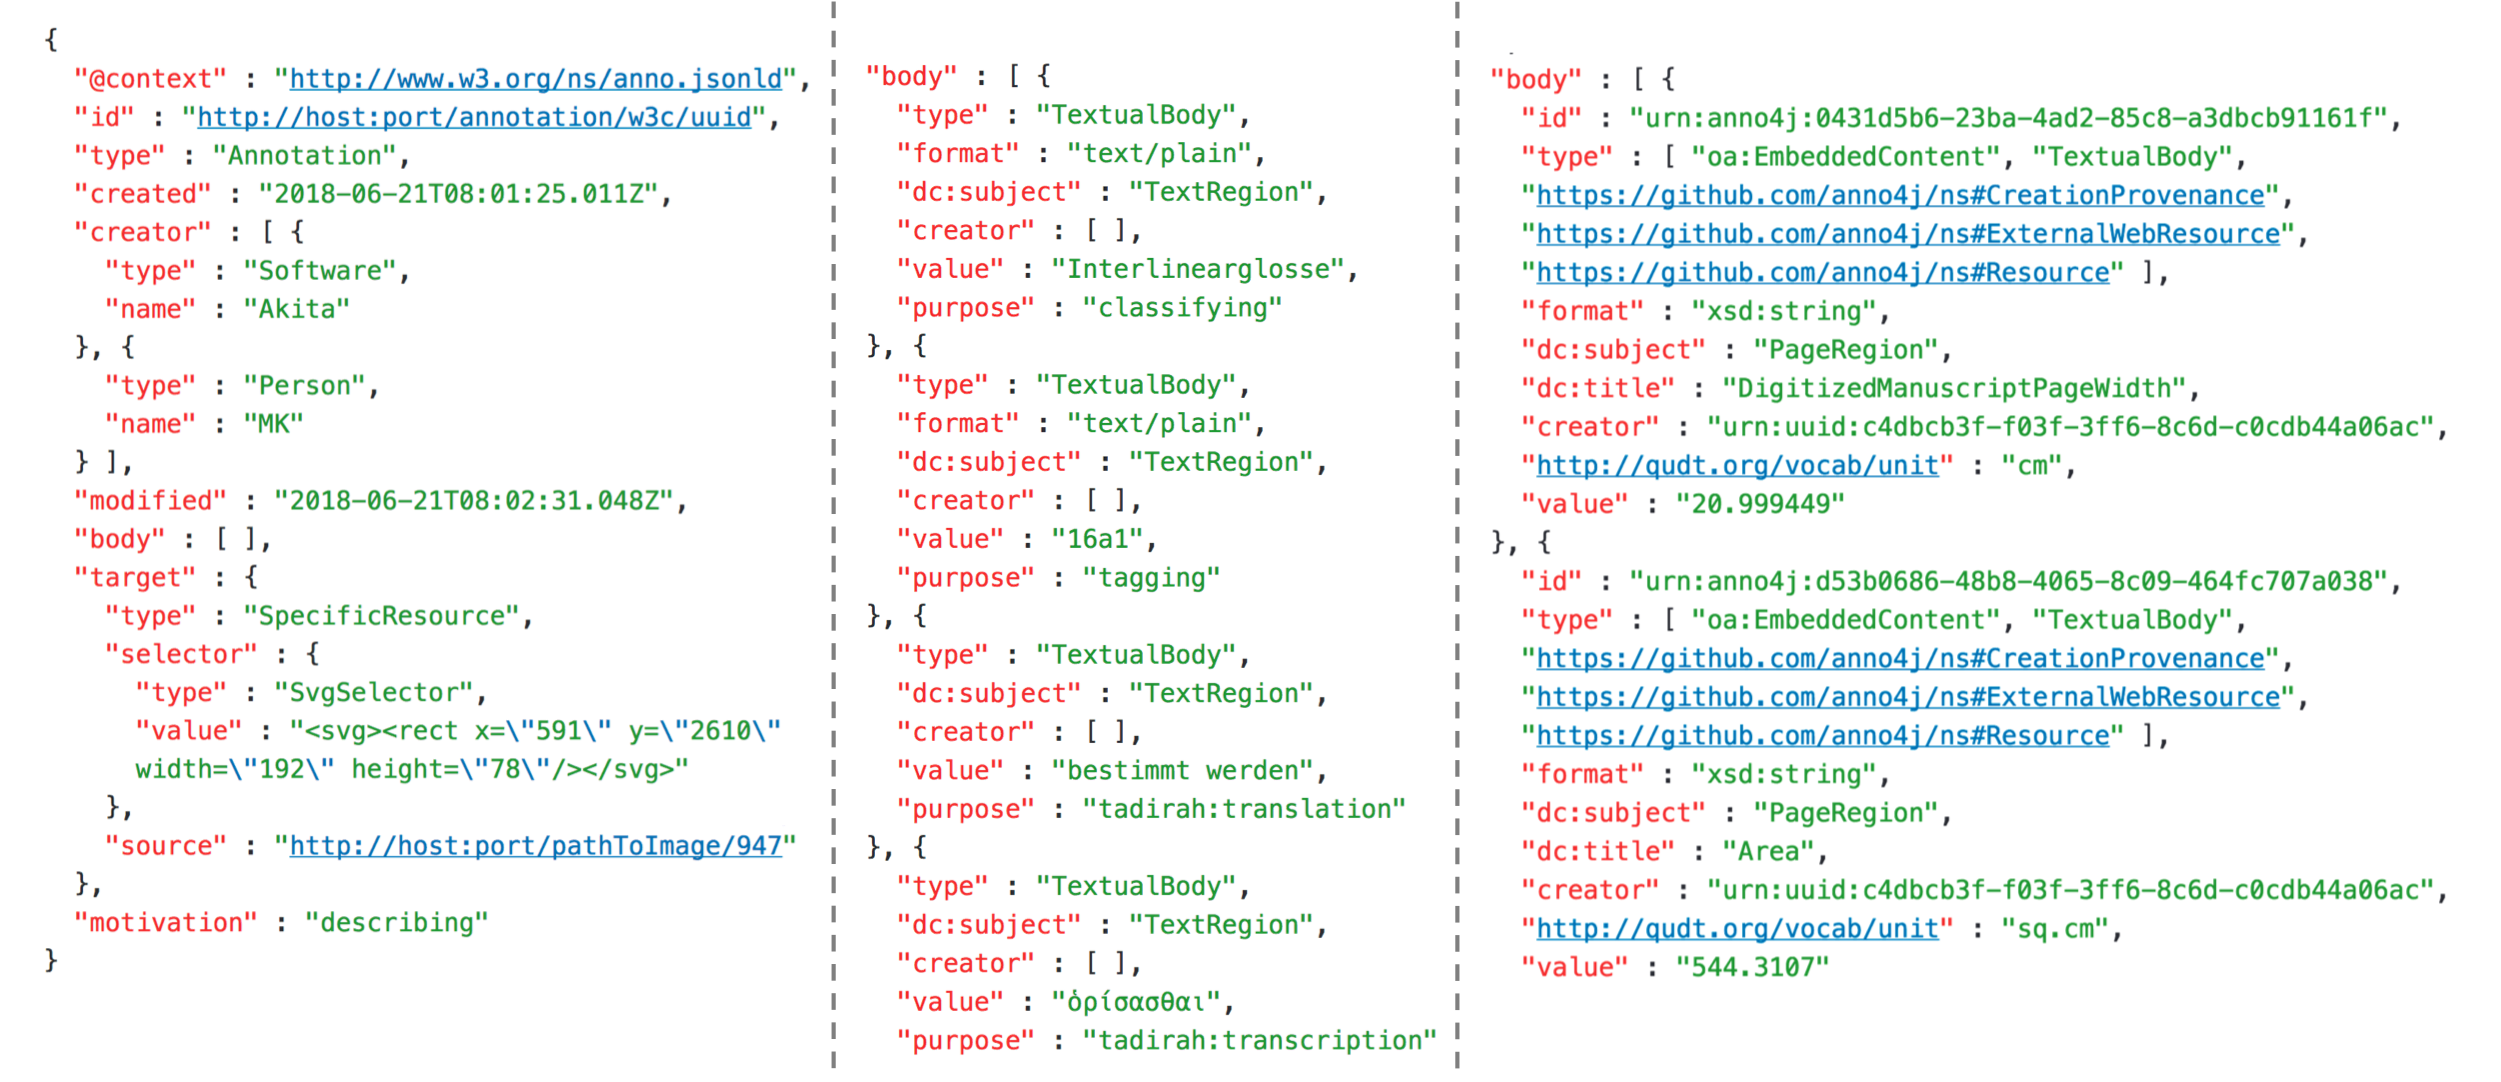 {
"@context" : "http://www.w3.org/ns/anno.jsonld",
"id" : "http://host:port/annotation/w3c/uuid",
"type" : "Annotation",
"created" : "2018-06-21T08:01:25.011Z",
"creator" : [ {
"type" : "Software",
"name" : "Akita"
}, {
"type" : "Person",
"name" : "MK"
} ],
"modified" : "2018-06-21T08:02:31.048Z",
"body" : [ ],
"target" : {
"type" : "SpecificResource",
"selector" : {
"type" : "SvgSelector",
"value" : "<svg><rect x=\"591\" y=\"2610\"
width=\"192\" height=\"78\"/></svg>"
},
"source" : "http://host:port/pathToImage/947"
},
"motivation" : "describing"
}
"body" : [ {
"type" : "TextualBody",
"format" : "text/plain",
"dc:subject" : "TextRegion",
"creator" : [ ],
"value" : "Interlinearglosse",
"purpose" : "classifying"
}, {
"type" : "TextualBody",
"format" : "text/plain",
"dc:subject" : "TextRegion",
"creator" : [ ],
"value" : "16a1",
"purpose" : "tagging"
}, {
"type" : "TextualBody",
"dc:subject" : "TextRegion",
"creator" : [ ],
"value" : "bestimmt werden",
"purpose" : "tadirah:translation"
}, {
"type" : "TextualBody",
"dc:subject" : "TextRegion",
"creator" : [ ],
"value" : "ὁρίσασθαι",
"purpose" : "tadirah:transcription"
"body" : [ {
"id" : "urn:anno4j:0431d5b6-23ba-4ad2-85c8-a3dbcb91161f",
"type" : [ "oa:EmbeddedContent", "TextualBody",
"https://github.com/anno4j/ns#CreationProvenance",
"https://github.com/anno4j/ns#ExternalWebResource",
"https://github.com/anno4j/ns#Resource" ],
"format" : "xsd:string",
"dc:subject" : "PageRegion",
"dc:title" : "DigitizedManuscriptPageWidth",
"creator" : "urn:uuid:c4dbcb3f-f03f-3ff6-8c6d-c0cdb44a06ac",
"http://qudt.org/vocab/unit" : "cm",
"value" : "20.999449"
}, {
"id" : "urn:anno4j:d53b0686-48b8-4065-8c09-464fc707a038",
"type" : [ "oa:EmbeddedContent", "TextualBody",
"https://github.com/anno4j/ns#CreationProvenance",
"https://github.com/anno4j/ns#ExternalWebResource",
"https://github.com/anno4j/ns#Resource" ],
"format" : "xsd:string",
"dc:subject" : "PageRegion",
"dc:title" : "Area",
"creator" : "urn:uuid:c4dbcb3f-f03f-3ff6-8c6d-c0cdb44a06ac",
"http://qudt.org/vocab/unit" : "sq.cm",
"value" : "544.3107"